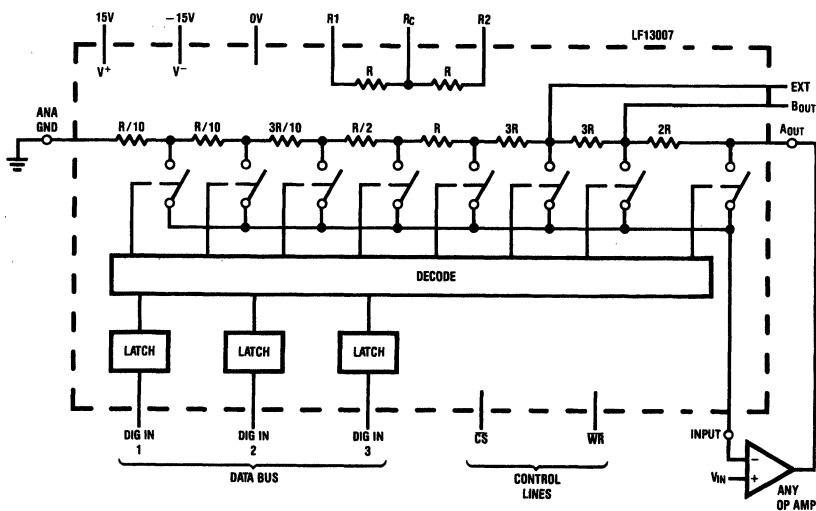 15V −15V 0V R1 RC R2
LF13007
V+ V−
R R
EXT
BOUT
AOUT
ANA
GND
R/10 R/10 3R/10 R/2 R 3R 3R 2R
DECODE
LATCH LATCH LATCH
DIG IN DIG IN DIG IN
1 2 3
DATA BUS
CS WR
CONTROL
LINES
INPUT
−
VIN +
ANY
OP AMP